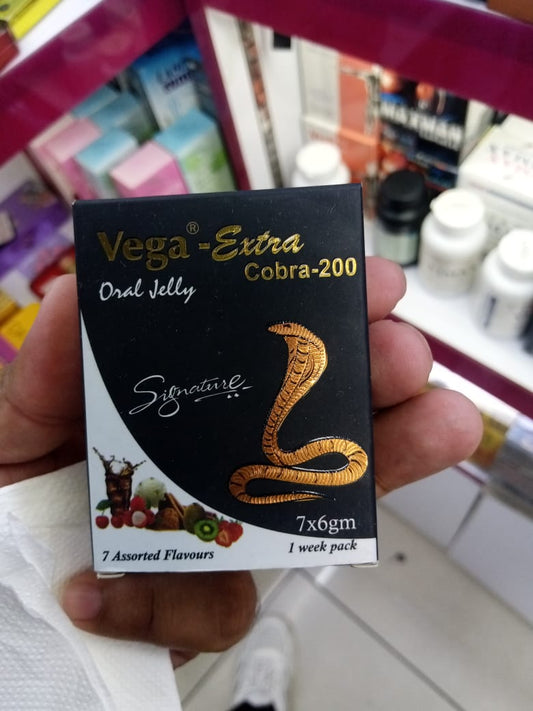 Vega®-Extra
Cobra-200
Oral Jelly
Signature
7x6gm
1 week pack
7 Assorted Flavours